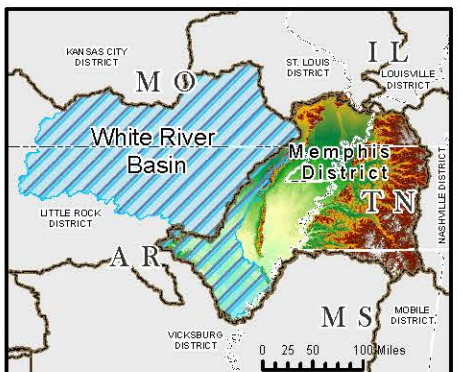 KANSAS CITY
DISTRICT
ST. LOUIS
DISTRICT
I L
LOUISVILLE
DISTRICT
M O
White River
Basin
Memphis
District
T N
NASHVILLE DISTRICT
LITTLE ROCK
DISTRICT
A R
M S
MOBILE
DISTRICT
VICKSBURG
DISTRICT
0 25 50 100 Miles